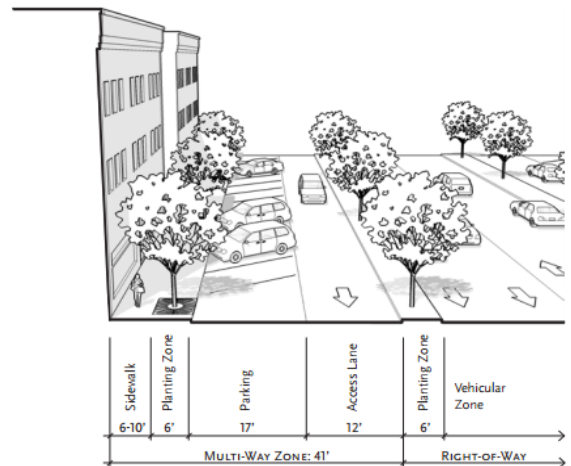 Sidewalk
Planting Zone
Parking
Access Lane
Planting Zone
Vehicular
Zone
6-10'
6'
17'
12'
6'
MULTI-WAY ZONE: 41'
RIGHT-OF-WAY